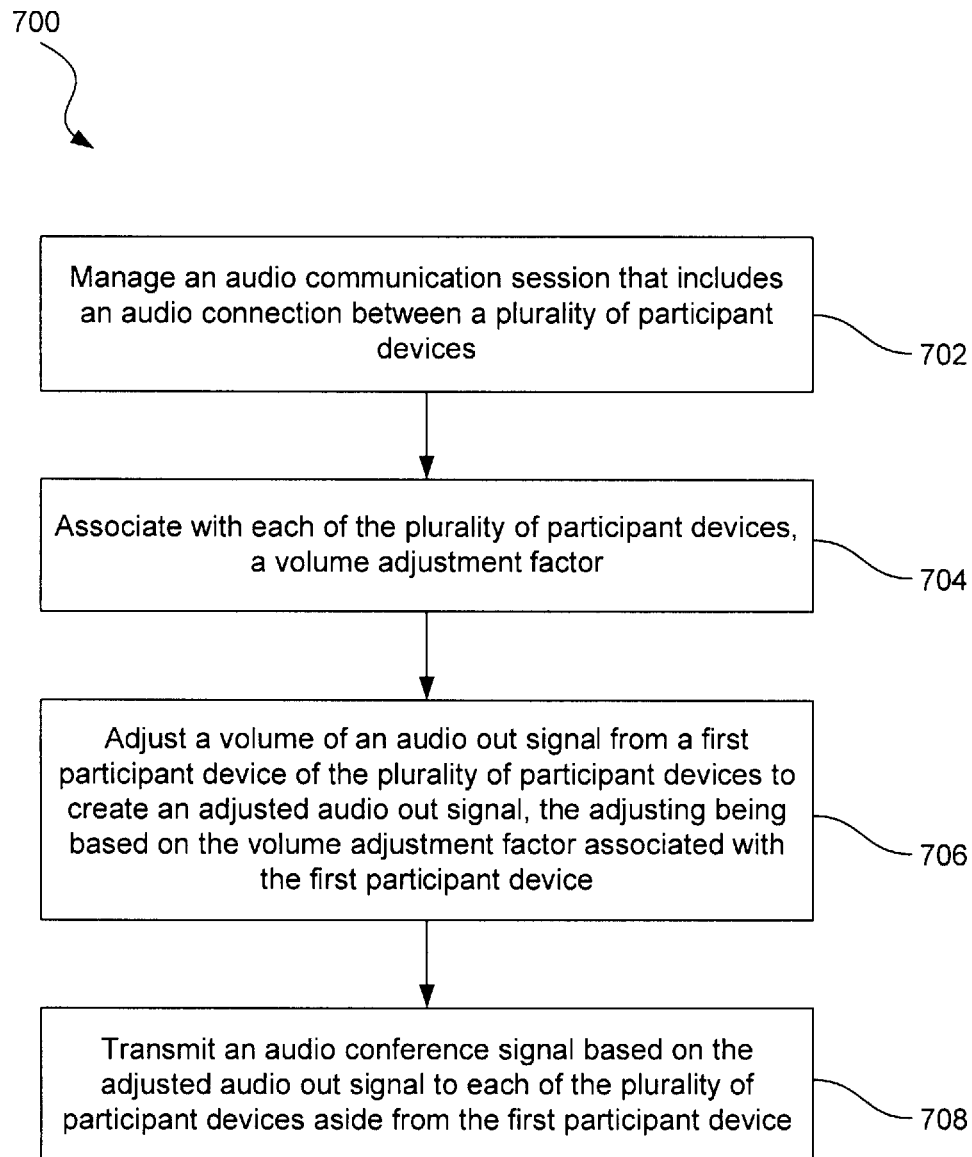 700
Manage an audio communication session that includes
an audio connection between a plurality of participant
devices
702
Associate with each of the plurality of participant devices,
a volume adjustment factor
704
Adjust a volume of an audio out signal from a first
participant device of the plurality of participant devices to
create an adjusted audio out signal, the adjusting being
based on the volume adjustment factor associated with
the first participant device
706
Transmit an audio conference signal based on the
adjusted audio out signal to each of the plurality of
participant devices aside from the first participant device
708